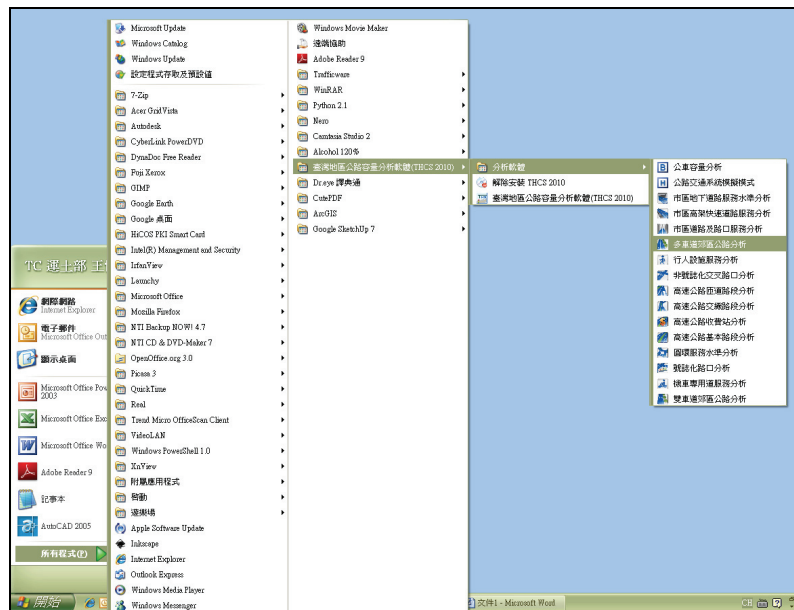 Microsoft Update
Windows Catalog
Windows Update
設定程式存取及預設值
7-Zip
Acer GridVista
Autodesk
CyberLink PowerDVD
DynaDoc Free Reader
Fuji Xerox
GIMP
Google Earth
Google 桌面
HiCOS PKI Smart Card
Intel(R) Management and Security
IrfanView
Launchy
Microsoft Office
Mozilla Firefox
NTI Backup NOW! 4.7
NTI CD & DVD-Maker 7
OpenOffice.org 3.0
Picasa 3
QuickTime
Real
Trend Micro OfficeScan Client
VideoLAN
Windows PowerShell 1.0
XnView
附屬應用程式
啟動
遊樂場
Apple Software Update
Inkscape
Internet Explorer
Outlook Express
Windows Media Player
Windows Messenger
Windows Movie Maker
遠端協助
Adobe Reader 9
Trafficware
WinRAR
Python 2.1
Nero
Camtasia Studio 2
Alcohol 120%
臺灣地區公路容量分析軟體(THCS 2010)
Dr.eye 譯典通
CutePDF
ArcGIS
Google SketchUp 7
分析軟體
解除安裝 THCS 2010
臺灣地區公路容量分析軟體(THCS 2010)
公車容量分析
公路交通系統模擬模式
市區地下道路服務水準分析
市區高架快速道路服務分析
市區道路及路口服務分析
多車道郊區公路分析
行人設施服務分析
非號誌化交叉路口分析
高速公路匝道路段分析
高速公路交織路段分析
高速公路收費站分析
高速公路基本路段分析
圓環服務水準分析
號誌化路口分析
機車專用道服務分析
雙車道郊區公路分析
TC 運土部 主
網際網路
Internet Explorer
電子郵件
Microsoft Office Out
顯示桌面
Microsoft Office Pow
2003
Microsoft Office Exc
Microsoft Office Wo
Adobe Reader 9
記事本
AutoCAD 2005
所有程式(P)
開始
文件1 - Microsoft Word
CH